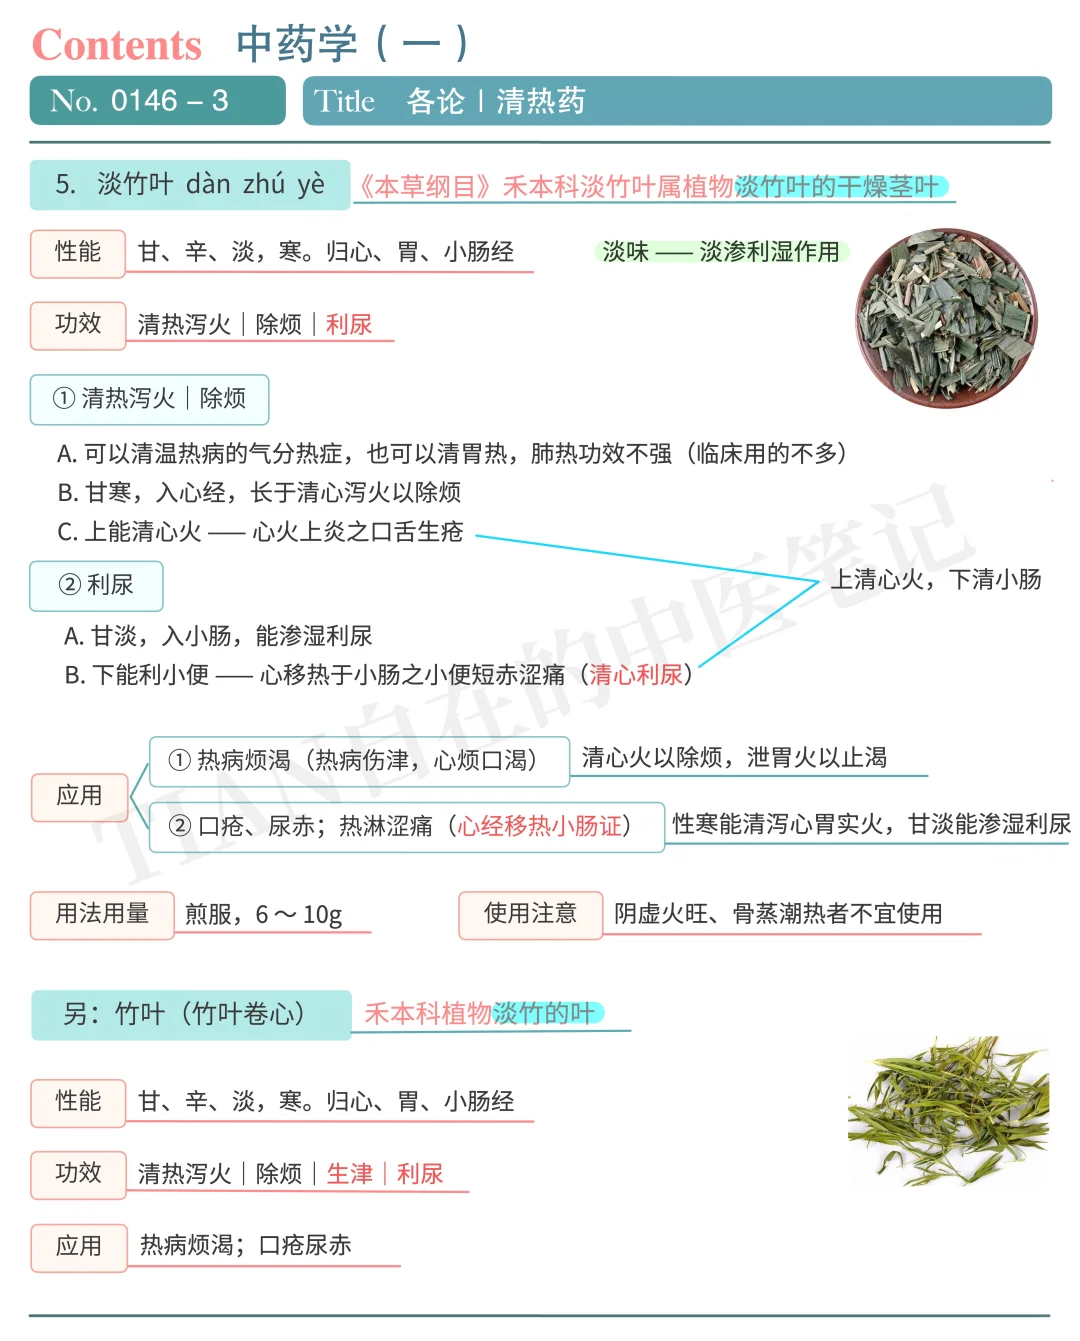 Contents 中药学（一）
No. 0146 – 3 Title 各论｜清热药
5. 淡竹叶 dàn zhú yè 《本草纲目》禾本科淡竹叶属植物淡竹叶的干燥茎叶
性能 甘、辛、淡，寒。归心、胃、小肠经 淡味 —— 淡渗利湿作用
功效 清热泻火｜除烦｜利尿
① 清热泻火｜除烦
A. 可以清温热病的气分热症，也可以清胃热，肺热功效不强（临床用的不多）
B. 甘寒，入心经，长于清心泻火以除烦
C. 上能清心火 —— 心火上炎之口舌生疮
上清心火，下清小肠
② 利尿
A. 甘淡，入小肠，能渗湿利尿
B. 下能利小便 —— 心移热于小肠之小便短赤涩痛（清心利尿）
应用
① 热病烦渴（热病伤津，心烦口渴） 清心火以除烦，泄胃火以止渴
② 口疮、尿赤；热淋涩痛（心经移热小肠证） 性寒能清泻心胃实火，甘淡能渗湿利尿
用法用量 煎服，6 ～ 10g 使用注意 阴虚火旺、骨蒸潮热者不宜使用
另：竹叶（竹叶卷心） 禾本科植物淡竹的叶
性能 甘、辛、淡，寒。归心、胃、小肠经
功效 清热泻火｜除烦｜生津｜利尿
应用 热病烦渴；口疮尿赤
TIAN自在的中医笔记